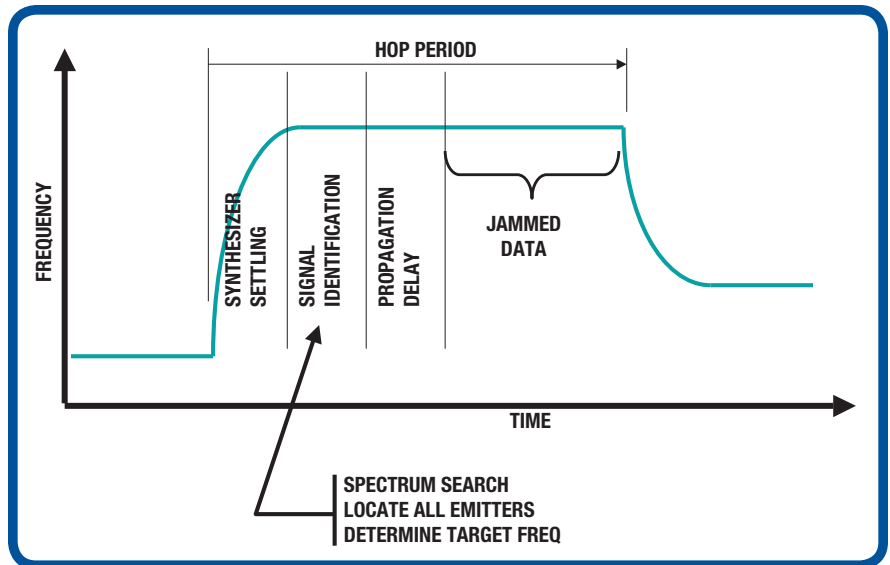 HOP PERIOD
FREQUENCY
SYNTHESIZER
SETTLING
SIGNAL
IDENTIFICATION
PROPAGATION
DELAY
JAMMED
DATA
TIME
SPECTRUM SEARCH
LOCATE ALL EMITTERS
DETERMINE TARGET FREQ